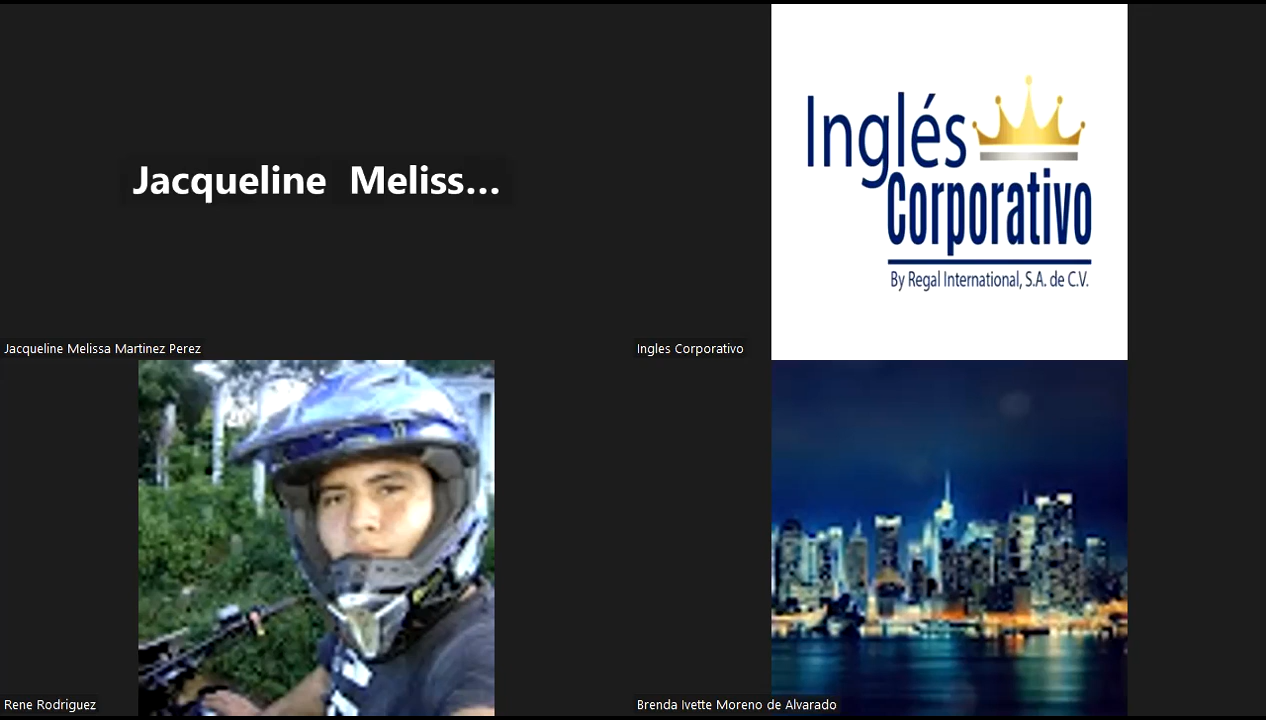 Jacqueline Meliss...
Inglés
Corporativo
By Regal International, S.A. de C.V.
Jacqueline Melissa Martinez Perez
Ingles Corporativo
Rene Rodriguez
Brenda Ivette Moreno de Alvarado